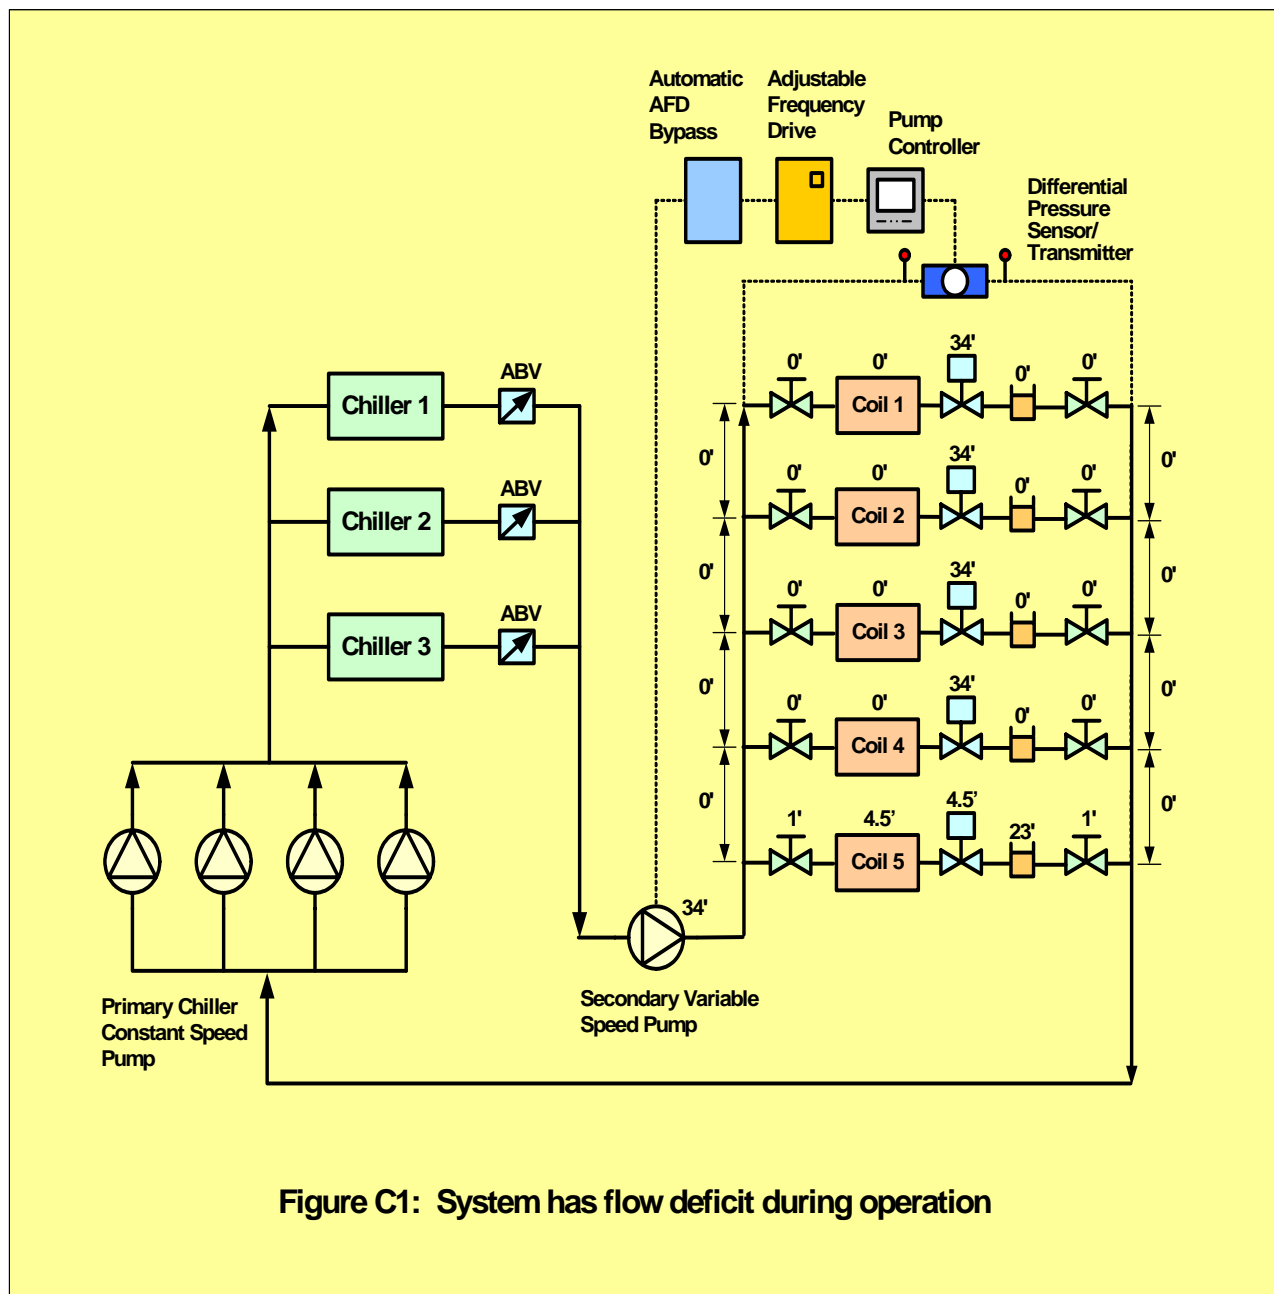 Automatic
AFD
Bypass
Adjustable
Frequency
Drive
Pump
Controller
Differential
Pressure
Sensor/
Transmitter
ABV
Chiller 1
ABV
Chiller 2
ABV
Chiller 3
34'
0' 0' 0' 0'
Coil 1
0' 0'
34'
0' 0' 0' 0'
Coil 2
0' 0'
34'
0' 0' 0' 0'
Coil 3
0' 0'
34'
0' 0' 0' 0'
Coil 4
0' 0'
4.5'
1' 4.5’ 23' 1'
Coil 5
34'
Primary Chiller
Constant Speed
Pump
Secondary Variable
Speed Pump
Figure C1: System has flow deficit during operation